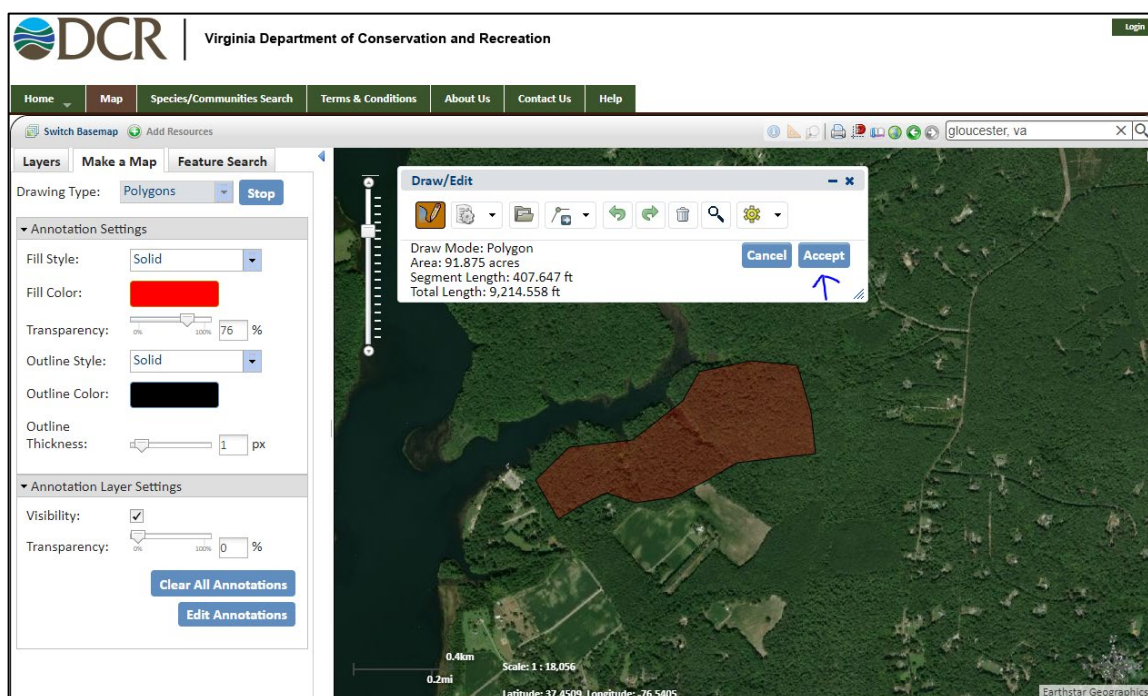 DCR
Virginia Department of Conservation and Recreation
Login
Home Map Species/Communities Search Terms & Conditions About Us Contact Us Help
Switch Basemap Add Resources
gloucester, va
Layers Make a Map Feature Search
Drawing Type: Polygons Stop
Annotation Settings
Fill Style: Solid
Fill Color:
Transparency: 0% 100% 76 %
Outline Style: Solid
Outline Color:
Outline
Thickness: 1 px
Annotation Layer Settings
Visibility:
Transparency: 0% 100% 0 %
Clear All Annotations
Edit Annotations
Draw/Edit
Draw Mode: Polygon
Area: 91.875 acres
Segment Length: 407.647 ft
Total Length: 9,214.558 ft
Cancel Accept
0.4km
0.2mi
Scale: 1 : 18,056
Latitude: 37.4509 Longitude: -76.5405
Earthstar Geographic